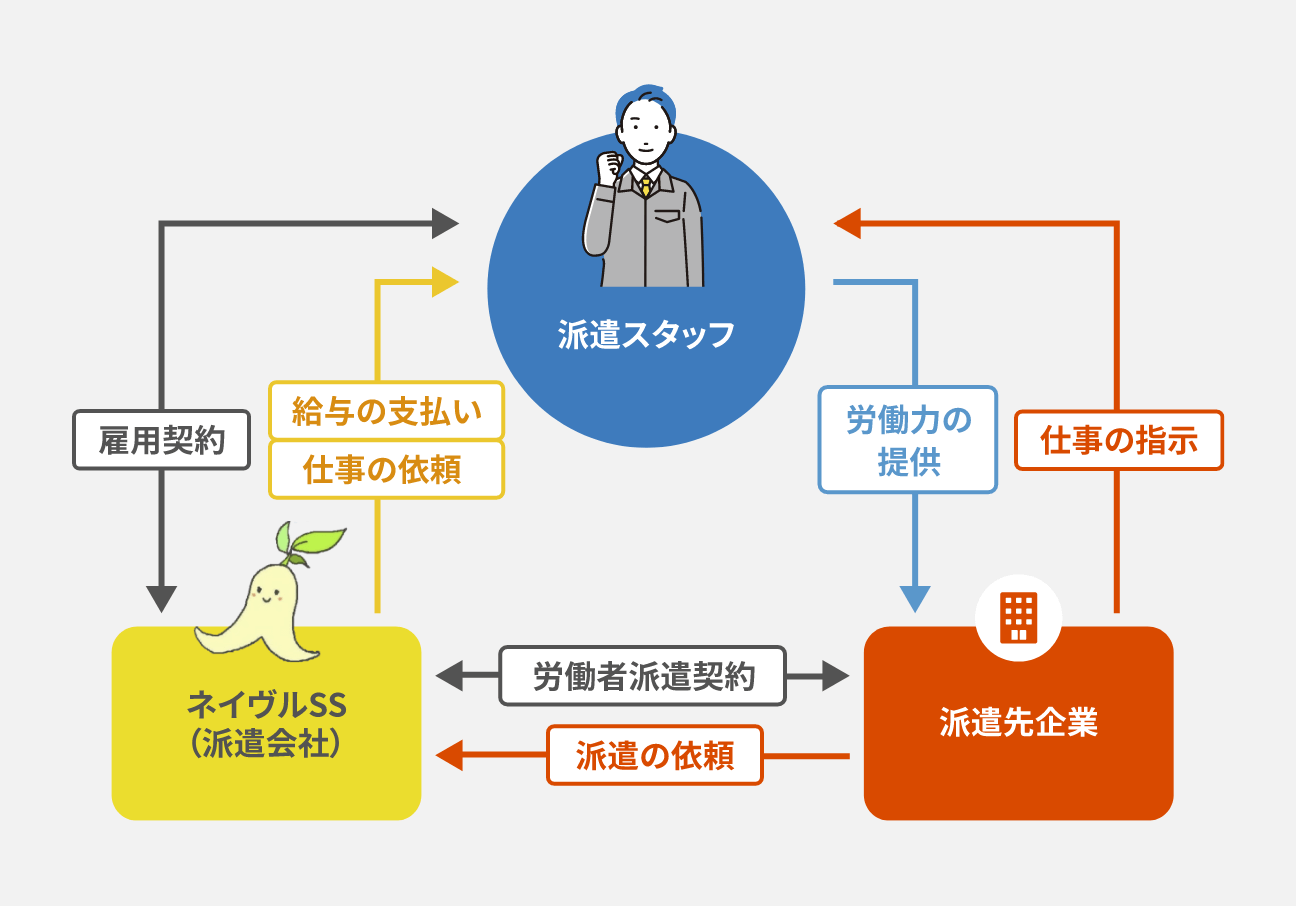 派遣スタッフ
給与の支払い
仕事の依頼
雇用契約
労働力の
提供
仕事の指示
ネイヴルSS
（派遣会社）
労働者派遣契約
派遣の依頼
派遣先企業